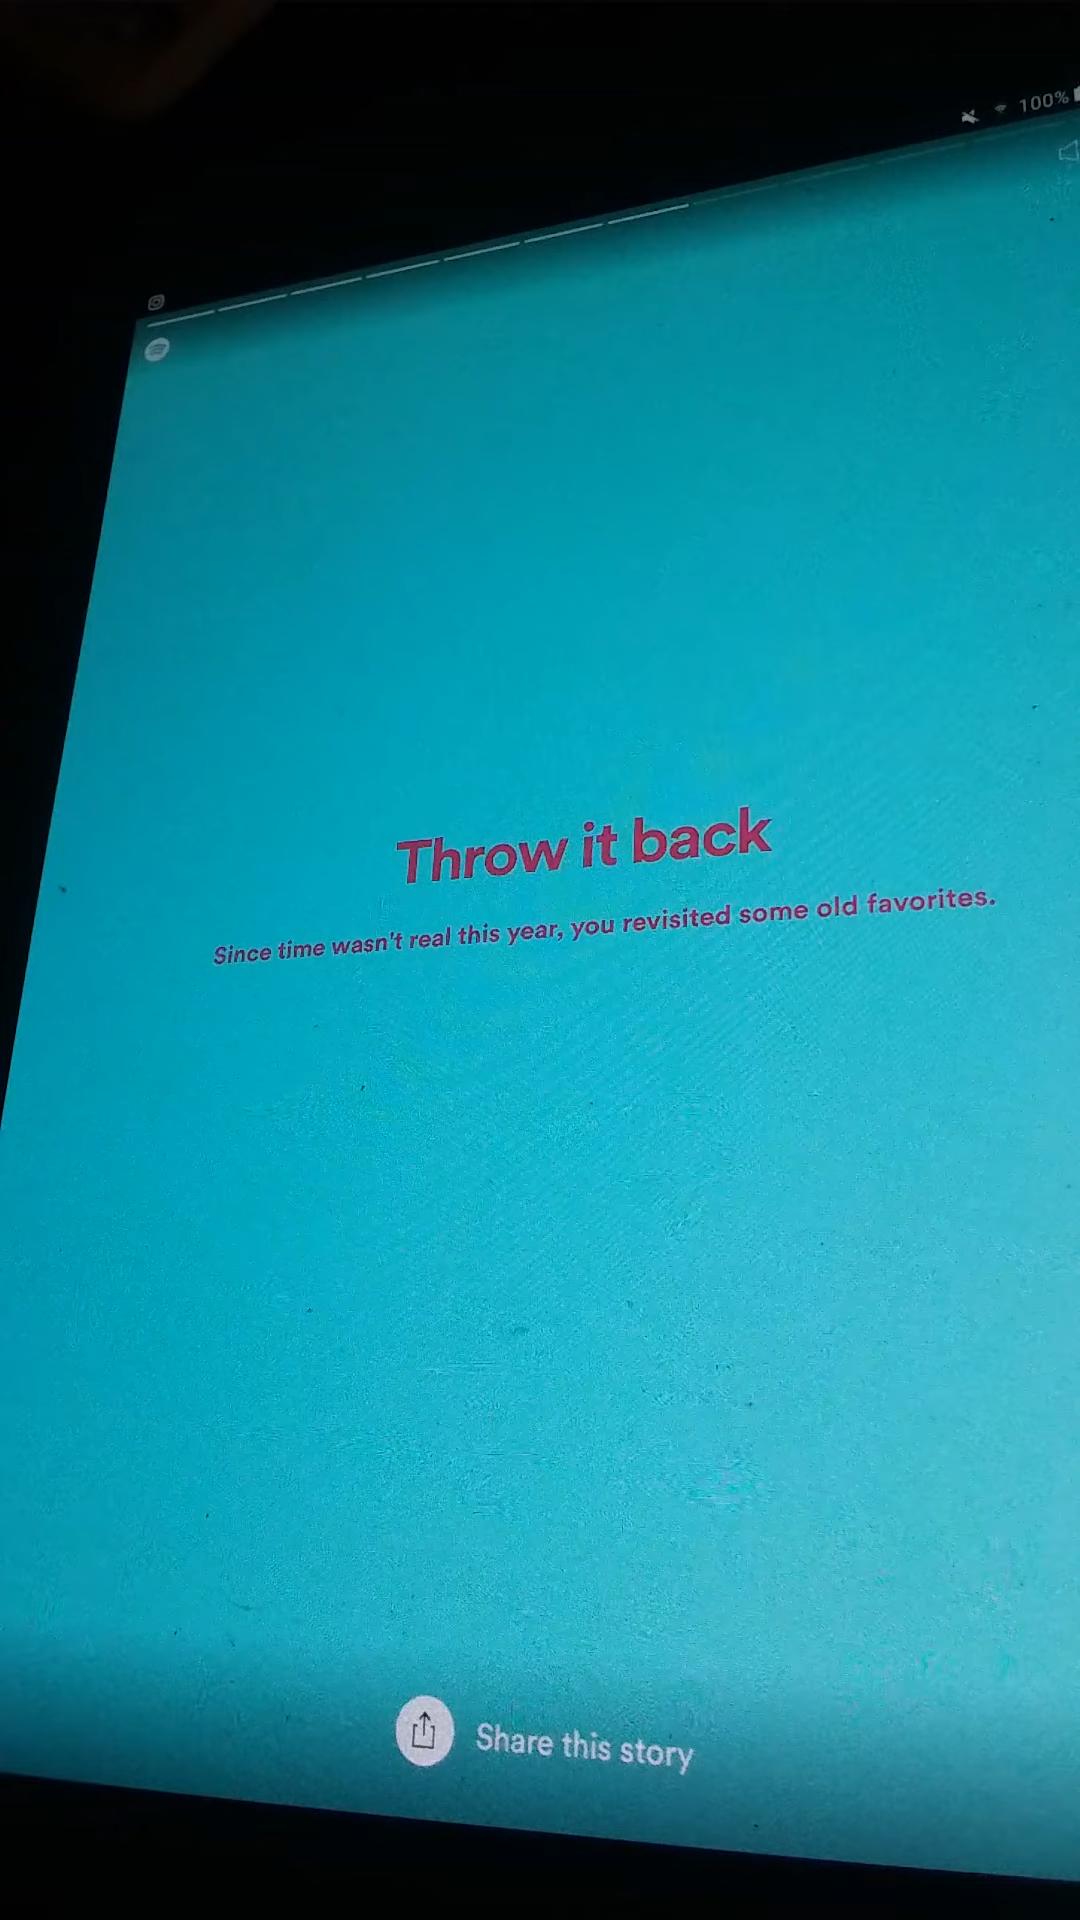 100%
Throw it back
Since time wasn't real this year, you revisited some old favorites.
Share this story